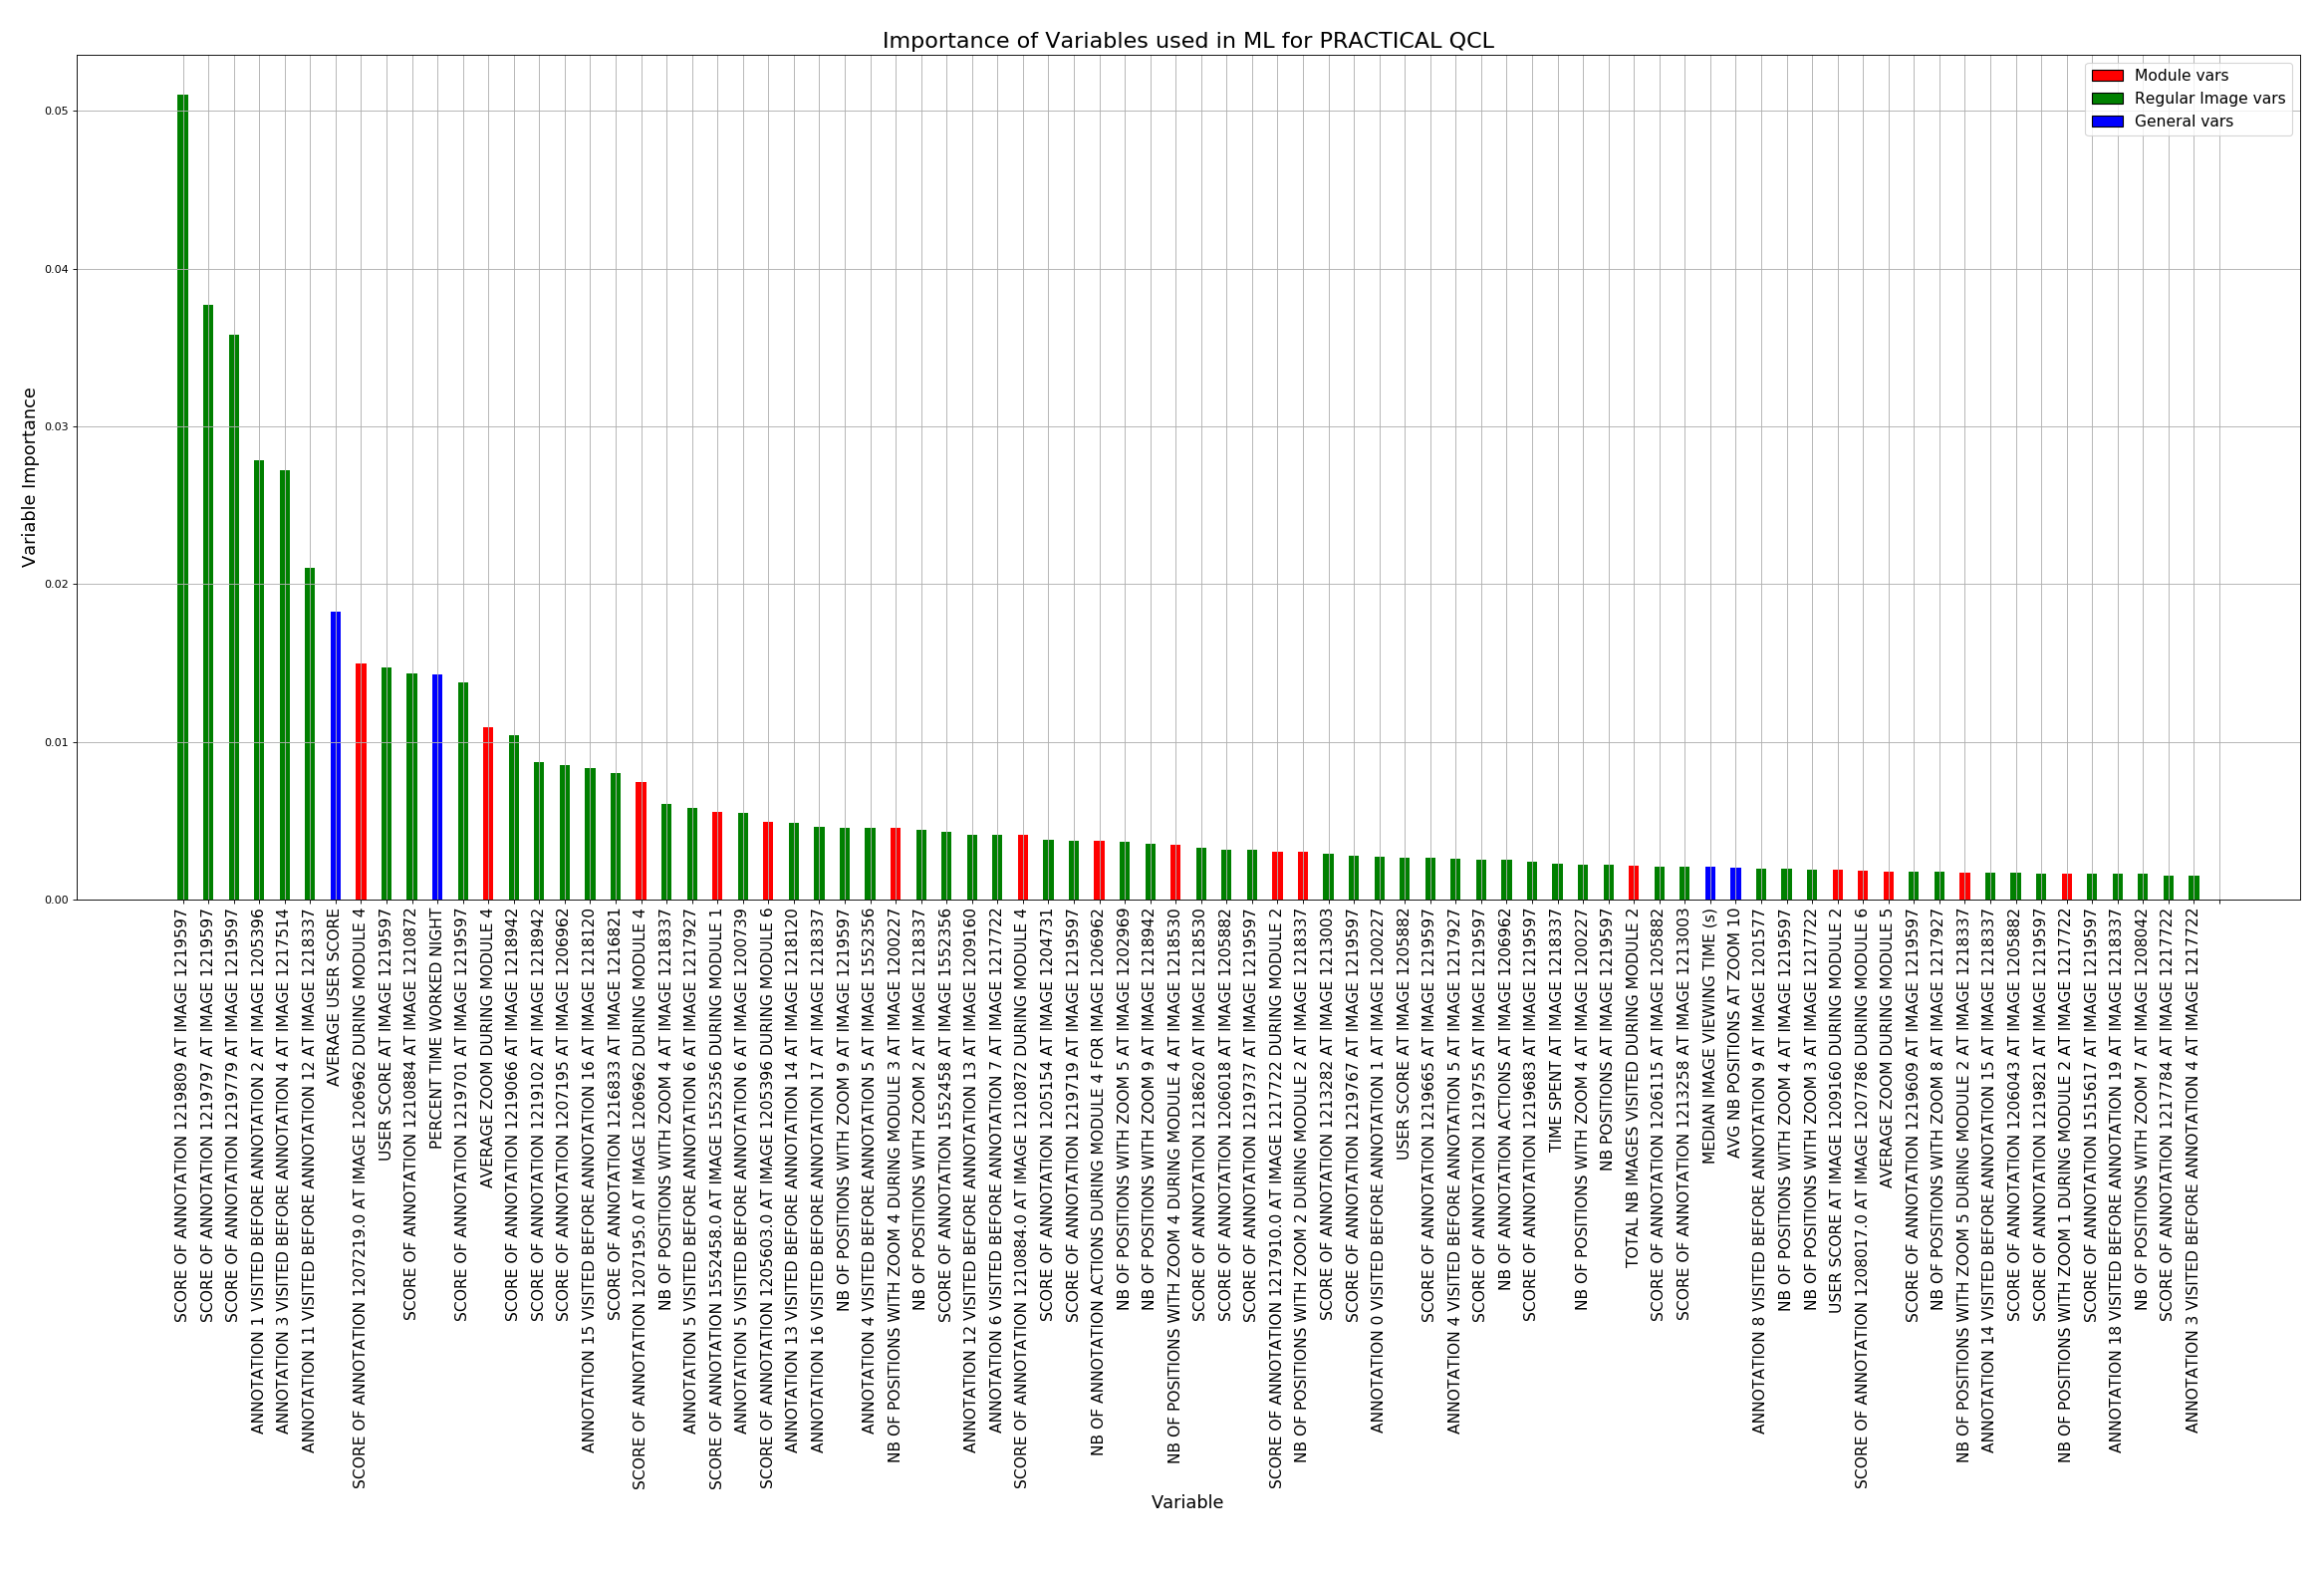 Importance of Variables used in ML for PRACTICAL QCL
Module vars
Regular Image vars
General vars
Variable Importance
0.05
0.04
0.03
0.02
0.01
0.00
SCORE OF ANNOTATION 1219809 AT IMAGE 1219597
SCORE OF ANNOTATION 1219797 AT IMAGE 1219597
SCORE OF ANNOTATION 1219779 AT IMAGE 1219597
ANNOTATION 1 VISITED BEFORE ANNOTATION 2 AT IMAGE 1205396
ANNOTATION 3 VISITED BEFORE ANNOTATION 4 AT IMAGE 1217514
ANNOTATION 11 VISITED BEFORE ANNOTATION 12 AT IMAGE 1218337
AVERAGE USER SCORE
SCORE OF ANNOTATION 1207219.0 AT IMAGE 1206962 DURING MODULE 4
USER SCORE AT IMAGE 1219597
SCORE OF ANNOTATION 1210884 AT IMAGE 1210872
PERCENT TIME WORKED NIGHT
SCORE OF ANNOTATION 1219701 AT IMAGE 1219597
AVERAGE ZOOM DURING MODULE 4
SCORE OF ANNOTATION 1219066 AT IMAGE 1218942
SCORE OF ANNOTATION 1219102 AT IMAGE 1218942
SCORE OF ANNOTATION 1207195 AT IMAGE 1206962
ANNOTATION 15 VISITED BEFORE ANNOTATION 16 AT IMAGE 1218120
SCORE OF ANNOTATION 1216833 AT IMAGE 1216821
SCORE OF ANNOTATION 1207195.0 AT IMAGE 1206962 DURING MODULE 4
NB OF POSITIONS WITH ZOOM 4 AT IMAGE 1218337
ANNOTATION 5 VISITED BEFORE ANNOTATION 6 AT IMAGE 1217927
SCORE OF ANNOTATION 1552458.0 AT IMAGE 1552356 DURING MODULE 1
ANNOTATION 5 VISITED BEFORE ANNOTATION 6 AT IMAGE 1200739
SCORE OF ANNOTATION 1205603.0 AT IMAGE 1205396 DURING MODULE 6
ANNOTATION 13 VISITED BEFORE ANNOTATION 14 AT IMAGE 1218120
ANNOTATION 16 VISITED BEFORE ANNOTATION 17 AT IMAGE 1218337
NB OF POSITIONS WITH ZOOM 9 AT IMAGE 1219597
ANNOTATION 4 VISITED BEFORE ANNOTATION 5 AT IMAGE 1552356
NB OF POSITIONS WITH ZOOM 4 DURING MODULE 3 AT IMAGE 1200227
NB OF POSITIONS WITH ZOOM 2 AT IMAGE 1218337
SCORE OF ANNOTATION 1552458 AT IMAGE 1552356
ANNOTATION 12 VISITED BEFORE ANNOTATION 13 AT IMAGE 1209160
ANNOTATION 6 VISITED BEFORE ANNOTATION 7 AT IMAGE 1217722
SCORE OF ANNOTATION 1210884.0 AT IMAGE 1210872 DURING MODULE 4
SCORE OF ANNOTATION 1205154 AT IMAGE 1204731
SCORE OF ANNOTATION 1219719 AT IMAGE 1219597
NB OF ANNOTATION ACTIONS DURING MODULE 4 FOR IMAGE 1206962
NB OF POSITIONS WITH ZOOM 5 AT IMAGE 1202969
NB OF POSITIONS WITH ZOOM 9 AT IMAGE 1218942
NB OF POSITIONS WITH ZOOM 4 DURING MODULE 4 AT IMAGE 1218530
SCORE OF ANNOTATION 1218620 AT IMAGE 1218530
SCORE OF ANNOTATION 1206018 AT IMAGE 1205882
SCORE OF ANNOTATION 1219737 AT IMAGE 1219597
SCORE OF ANNOTATION 1217910.0 AT IMAGE 1217722 DURING MODULE 2
NB OF POSITIONS WITH ZOOM 2 DURING MODULE 2 AT IMAGE 1218337
SCORE OF ANNOTATION 1213282 AT IMAGE 1213003
SCORE OF ANNOTATION 1219767 AT IMAGE 1219597
ANNOTATION 0 VISITED BEFORE ANNOTATION 1 AT IMAGE 1200227
USER SCORE AT IMAGE 1205882
SCORE OF ANNOTATION 1219665 AT IMAGE 1219597
ANNOTATION 4 VISITED BEFORE ANNOTATION 5 AT IMAGE 1217927
SCORE OF ANNOTATION 1219755 AT IMAGE 1219597
NB OF ANNOTATION ACTIONS AT IMAGE 1206962
SCORE OF ANNOTATION 1219683 AT IMAGE 1219597
TIME SPENT AT IMAGE 1218337
NB OF POSITIONS WITH ZOOM 4 AT IMAGE 1200227
NB POSITIONS AT IMAGE 1219597
TOTAL NB IMAGES VISITED DURING MODULE 2
SCORE OF ANNOTATION 1206115 AT IMAGE 1205882
SCORE OF ANNOTATION 1213258 AT IMAGE 1213003
MEDIAN IMAGE VIEWING TIME (s)
AVG NB POSITIONS AT ZOOM 10
ANNOTATION 8 VISITED BEFORE ANNOTATION 9 AT IMAGE 1201577
NB OF POSITIONS WITH ZOOM 4 AT IMAGE 1219597
NB OF POSITIONS WITH ZOOM 3 AT IMAGE 1217722
USER SCORE AT IMAGE 1209160 DURING MODULE 2
SCORE OF ANNOTATION 1208017.0 AT IMAGE 1207786 DURING MODULE 6
AVERAGE ZOOM DURING MODULE 5
SCORE OF ANNOTATION 1219609 AT IMAGE 1219597
NB OF POSITIONS WITH ZOOM 8 AT IMAGE 1217927
NB OF POSITIONS WITH ZOOM 5 DURING MODULE 2 AT IMAGE 1218337
ANNOTATION 14 VISITED BEFORE ANNOTATION 15 AT IMAGE 1218337
SCORE OF ANNOTATION 1206043 AT IMAGE 1205882
SCORE OF ANNOTATION 1219821 AT IMAGE 1219597
NB OF POSITIONS WITH ZOOM 1 DURING MODULE 2 AT IMAGE 1217722
SCORE OF ANNOTATION 1515617 AT IMAGE 1219597
ANNOTATION 18 VISITED BEFORE ANNOTATION 19 AT IMAGE 1218337
NB OF POSITIONS WITH ZOOM 7 AT IMAGE 1208042
SCORE OF ANNOTATION 1217784 AT IMAGE 1217722
ANNOTATION 3 VISITED BEFORE ANNOTATION 4 AT IMAGE 1217722
Variable